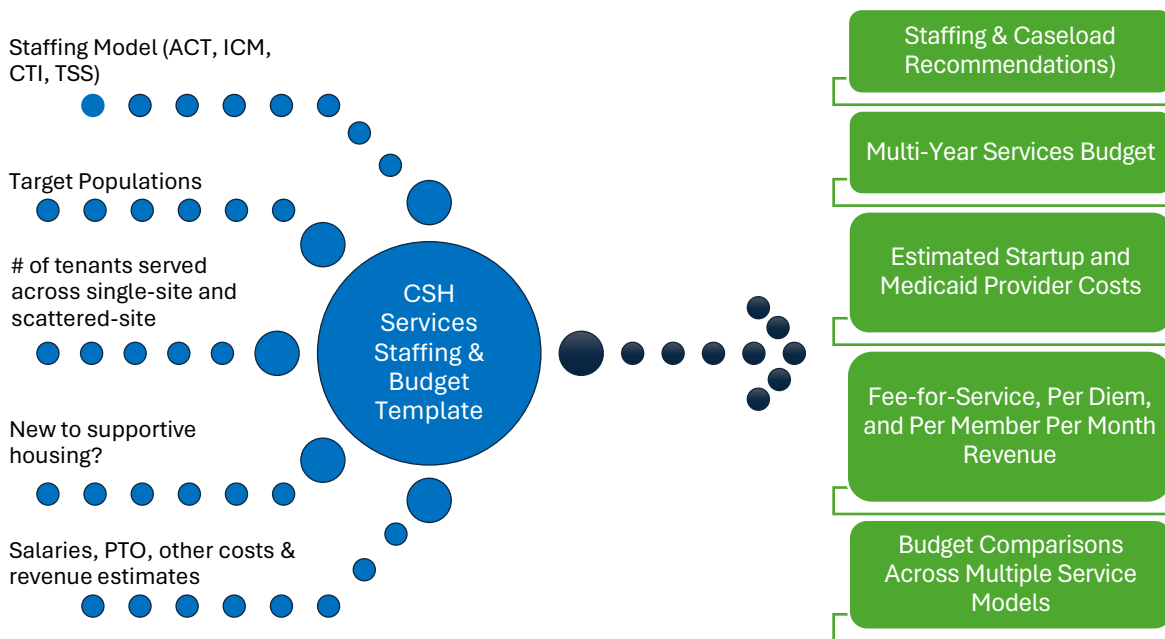 Staffing Model (ACT, ICM,
CTI, TSS)
Target Populations
# of tenants served
across single-site and
scattered-site
New to supportive
housing?
Salaries, PTO, other costs &
revenue estimates
CSH
Services
Staffing &
Budget
Template
Staffing & Caseload
Recommendations)
Multi-Year Services Budget
Estimated Startup and
Medicaid Provider Costs
Fee-for-Service, Per Diem,
and Per Member Per Month
Revenue
Budget Comparisons
Across Multiple Service
Models